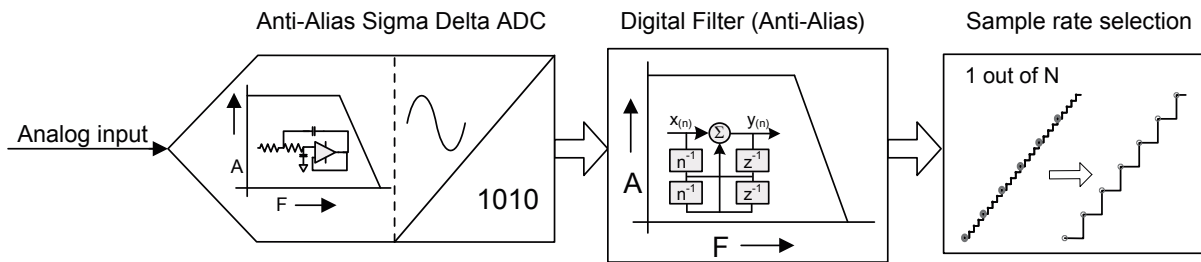 Anti-Alias Sigma Delta ADC
Digital Filter (Anti-Alias)
Sample rate selection
Analog input
A
F
1010
A
x(n)
Σ
y(n)
n⁻¹
z⁻¹
n⁻¹
z⁻¹
F
1 out of N